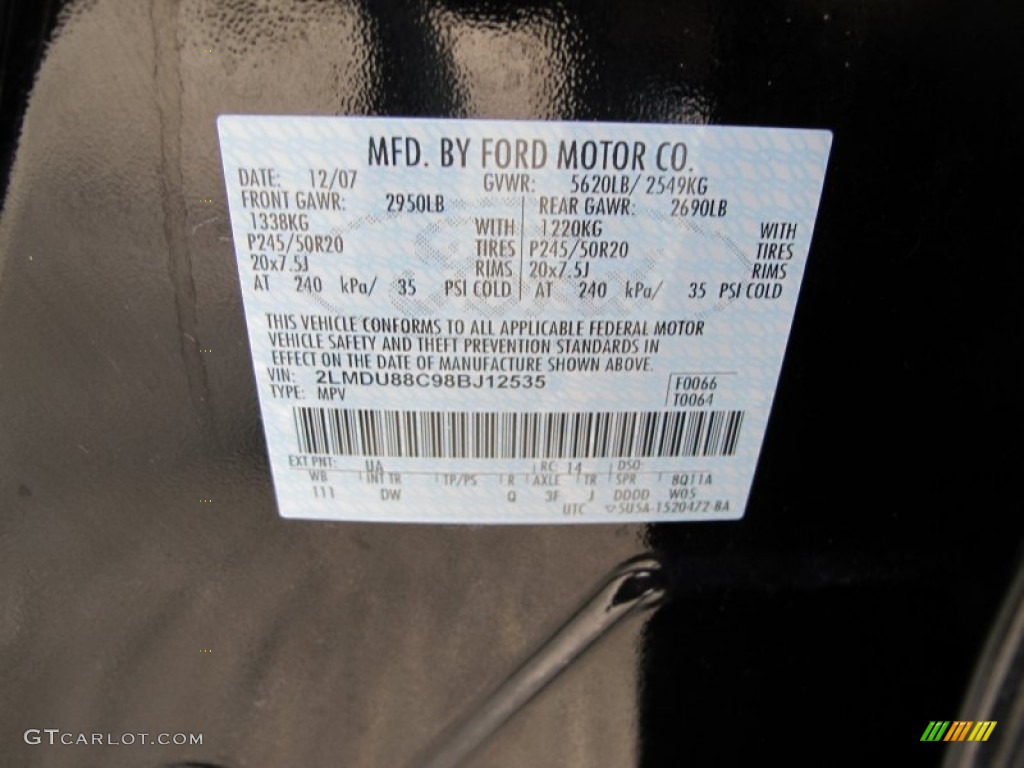 MFD. BY FORD MOTOR CO.
DATE: 12/07 GVWR: 5620LB/ 2549KG
FRONT GAWR: 2950LB REAR GAWR: 2690LB
1338KG WITH 1220KG WITH
P245/50R20 TIRES P245/50R20 TIRES
20x7.5J RIMS 20x7.5J RIMS
AT 240 kPa/ 35 PSI COLD AT 240 kPa/ 35 PSI COLD
THIS VEHICLE CONFORMS TO ALL APPLICABLE FEDERAL MOTOR
VEHICLE SAFETY AND THEFT PREVENTION STANDARDS IN
EFFECT ON THE DATE OF MANUFACTURE SHOWN ABOVE.
VIN: 2LMDU88C98BJ12535 F0066
TYPE: MPV T0064
EXT PNT: UA RC: 14 DSO:
WB INT TR TP/PS R AXLE TR SPR 8Q11A
111 DW Q 3F J DDDD W05
UTC 5U5A-1520472-BA
GTCARLOT.COM